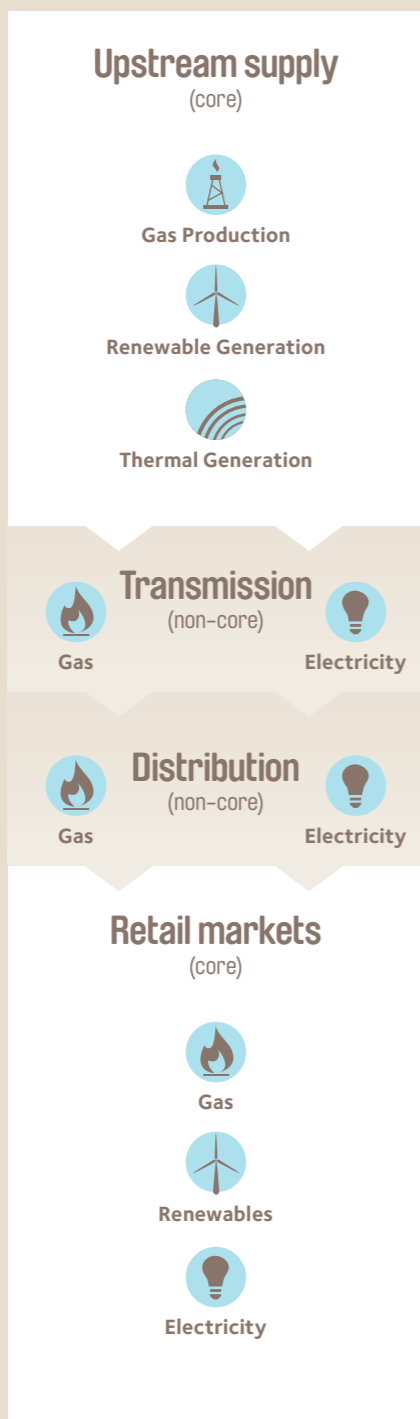 Upstream supply
(core)
Gas Production
Renewable Generation
Thermal Generation
Transmission
(non-core)
Gas
Electricity
Distribution
(non-core)
Gas
Electricity
Retail markets
(core)
Gas
Renewables
Electricity